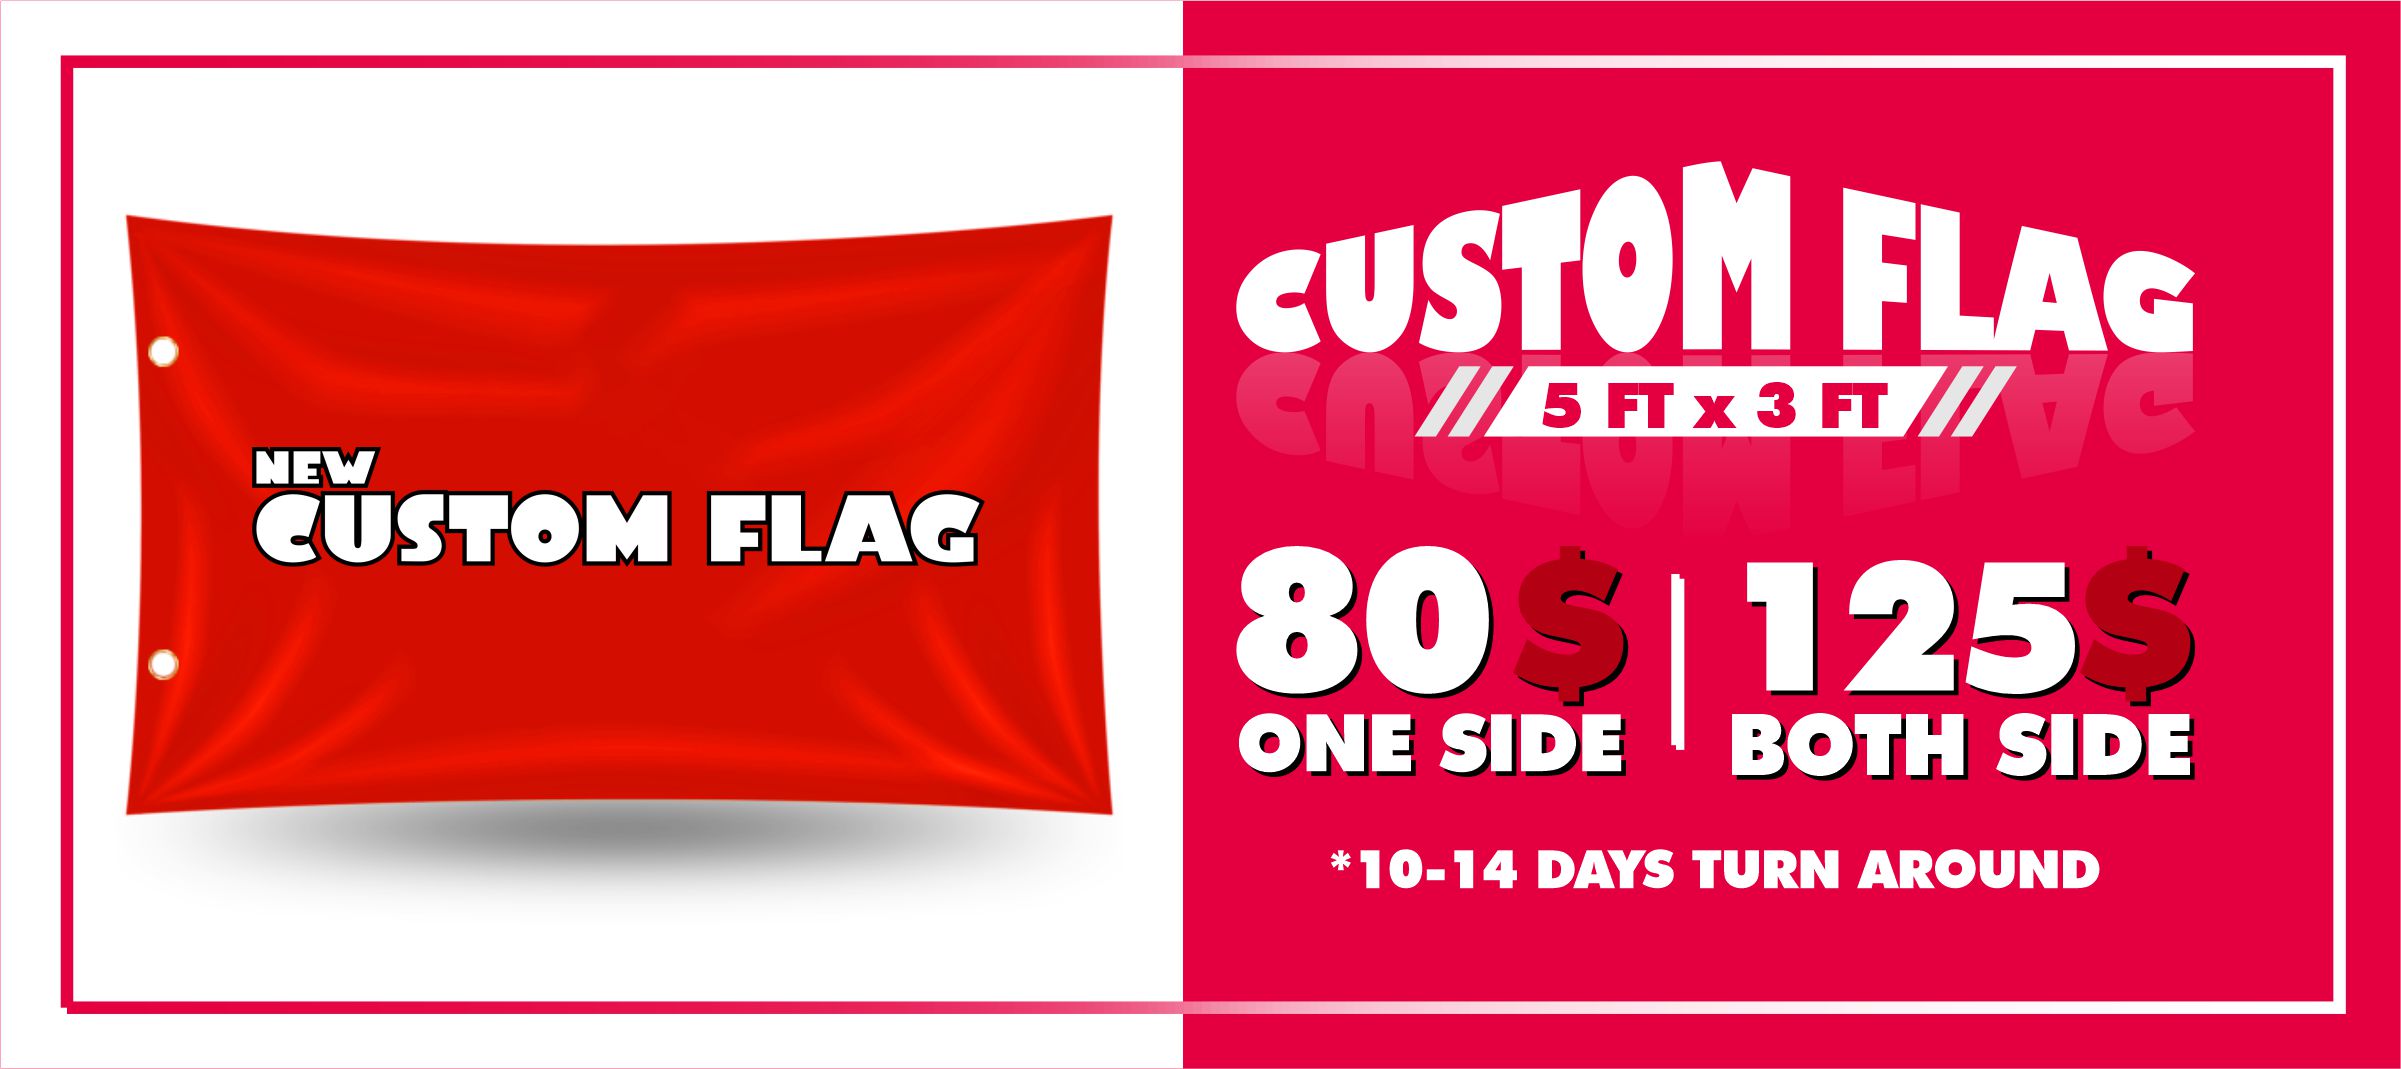 NEW
CUSTOM FLAG
CUSTOM FLAG
5 FT x 3 FT
80$ | 125$
ONE SIDE | BOTH SIDE
*10-14 DAYS TURN AROUND